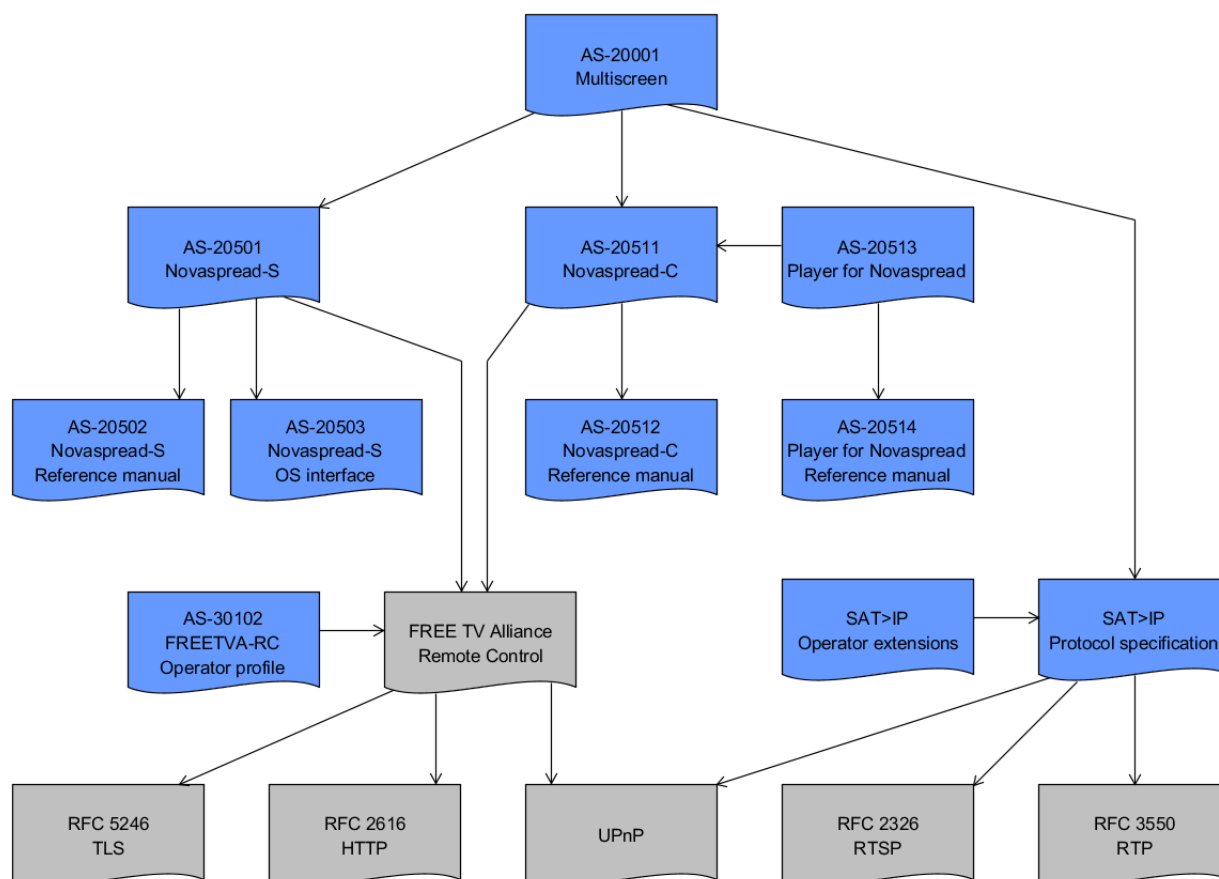 AS-20001
Multiscreen
AS-20501
Novaspread-S
AS-20511
Novaspread-C
AS-20513
Player for Novaspread
AS-20502
Novaspread-S
Reference manual
AS-20503
Novaspread-S
OS interface
AS-20512
Novaspread-C
Reference manual
AS-20514
Player for Novaspread
Reference manual
AS-30102
FREETVA-RC
Operator profile
FREE TV Alliance
Remote Control
SAT>IP
Operator extensions
SAT>IP
Protocol specification
RFC 5246
TLS
RFC 2616
HTTP
UPnP
RFC 2326
RTSP
RFC 3550
RTP